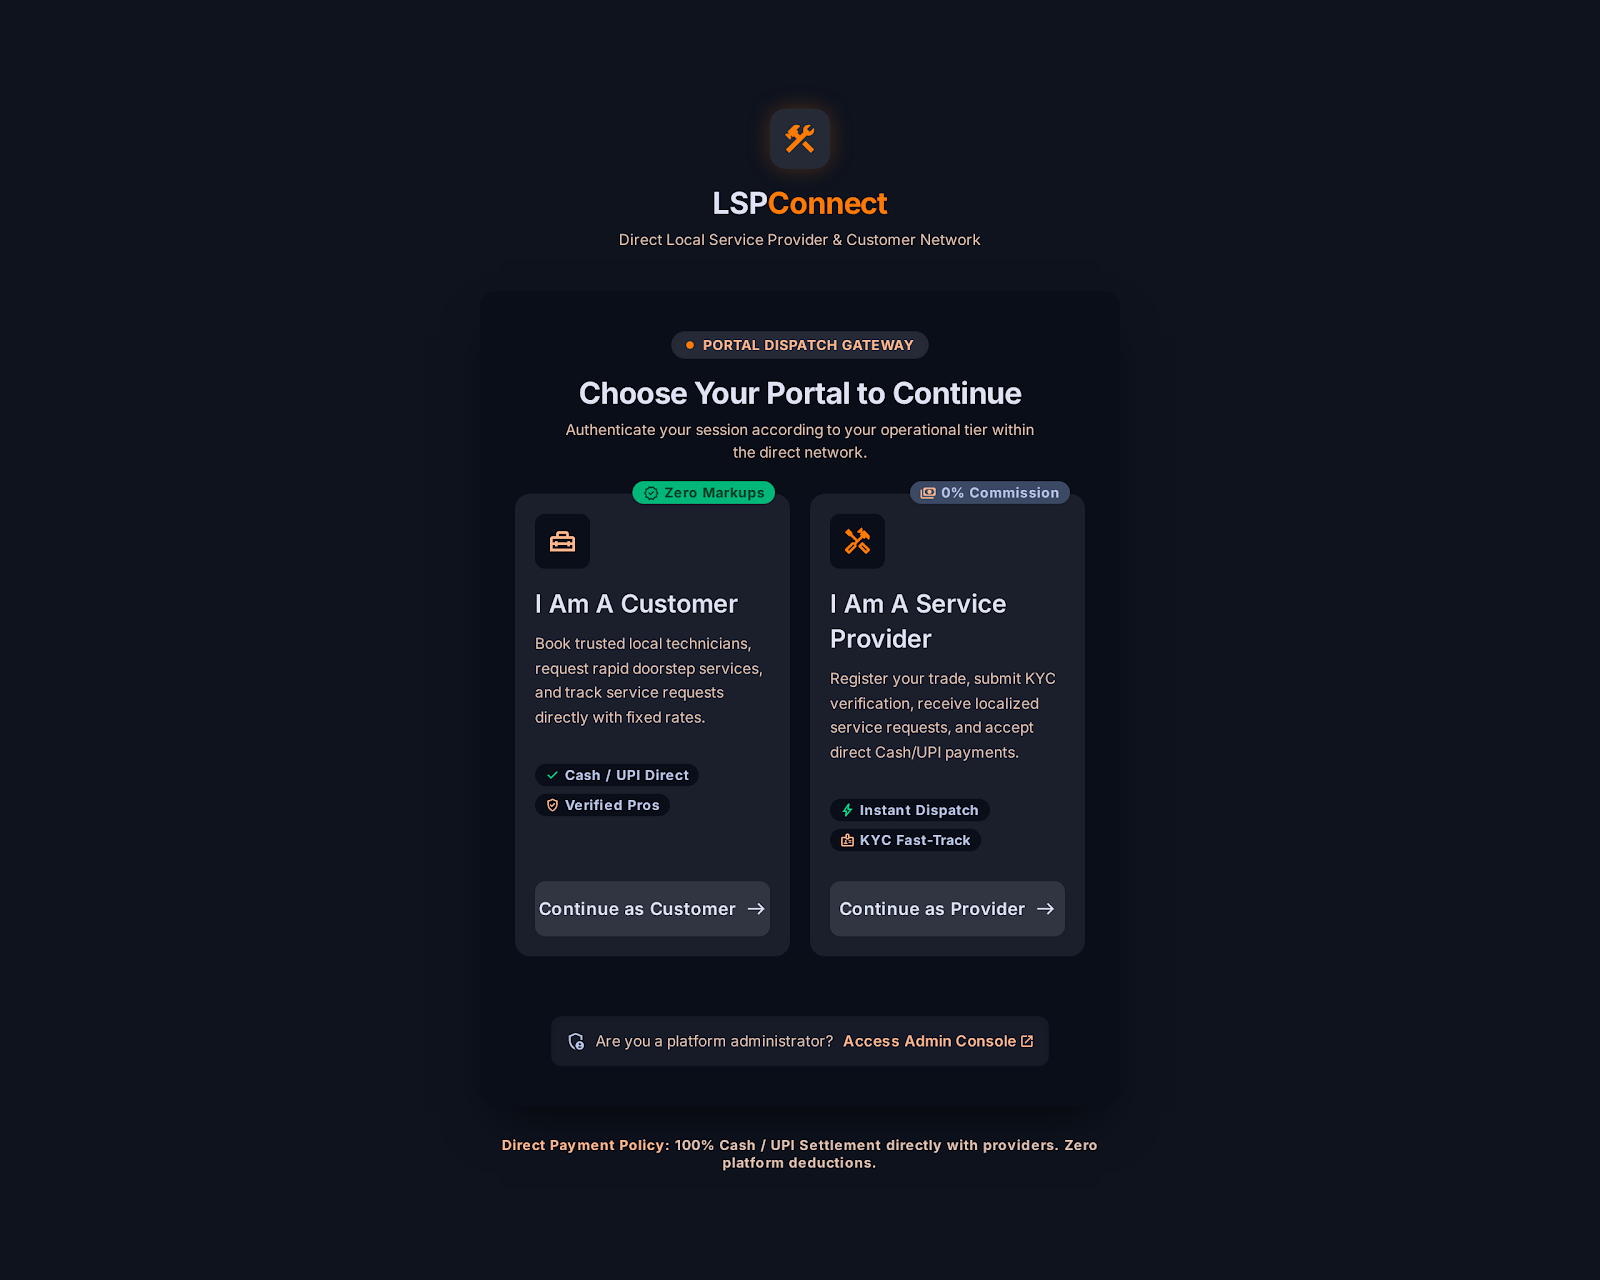 LSPConnect
Direct Local Service Provider & Customer Network
PORTAL DISPATCH GATEWAY
Choose Your Portal to Continue
Authenticate your session according to your operational tier within
the direct network.
Zero Markups
I Am A Customer
Book trusted local technicians,
request rapid doorstep services,
and track service requests
directly with fixed rates.
Cash / UPI Direct
Verified Pros
Continue as Customer →
0% Commission
I Am A Service
Provider
Register your trade, submit KYC
verification, receive localized
service requests, and accept
direct Cash/UPI payments.
Instant Dispatch
KYC Fast-Track
Continue as Provider →
Are you a platform administrator? Access Admin Console
Direct Payment Policy: 100% Cash / UPI Settlement directly with providers. Zero
platform deductions.